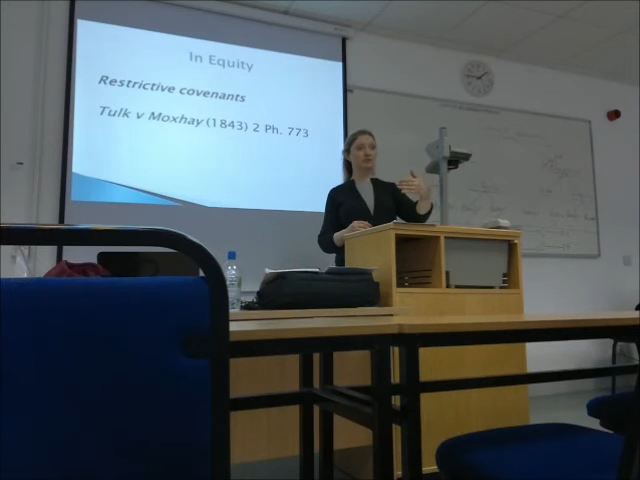 In Equity
Restrictive covenants
Tulk v Moxhay (1843) 2 Ph. 773